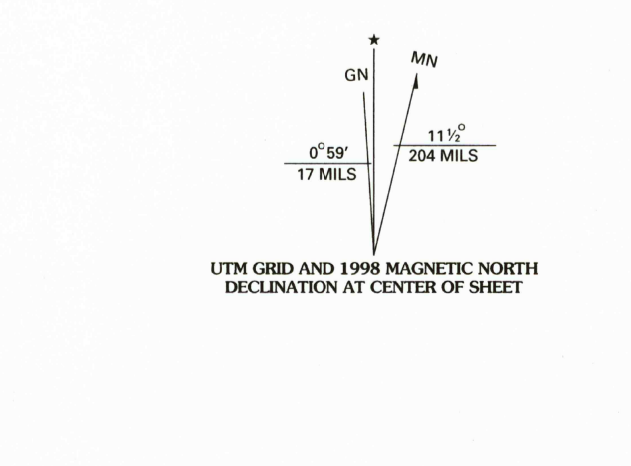 ★
GN
MN
0°59′
17 MILS
11½°
204 MILS
UTM GRID AND 1998 MAGNETIC NORTH
DECLINATION AT CENTER OF SHEET